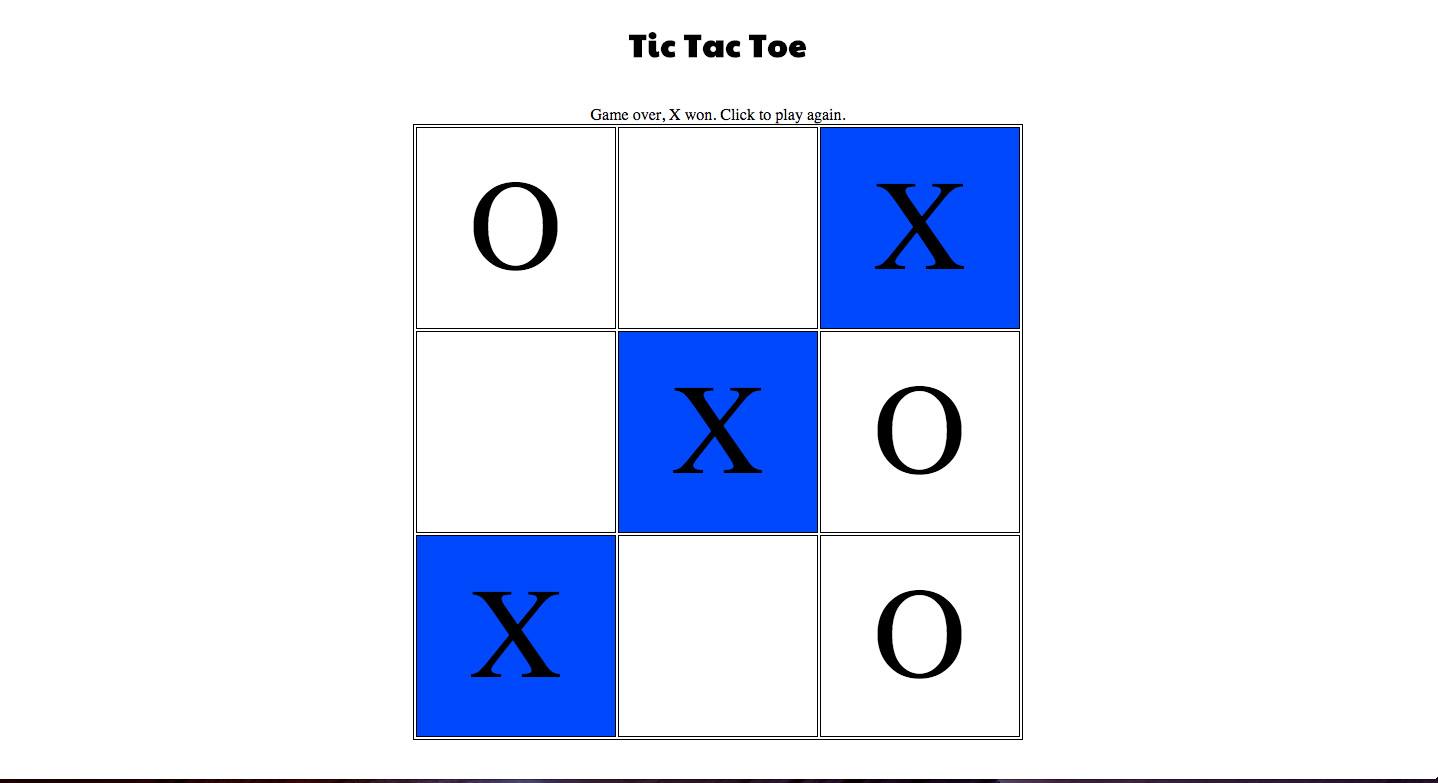 Tic Tac Toe
Game over, X won. Click to play again.
O X
X O
X O